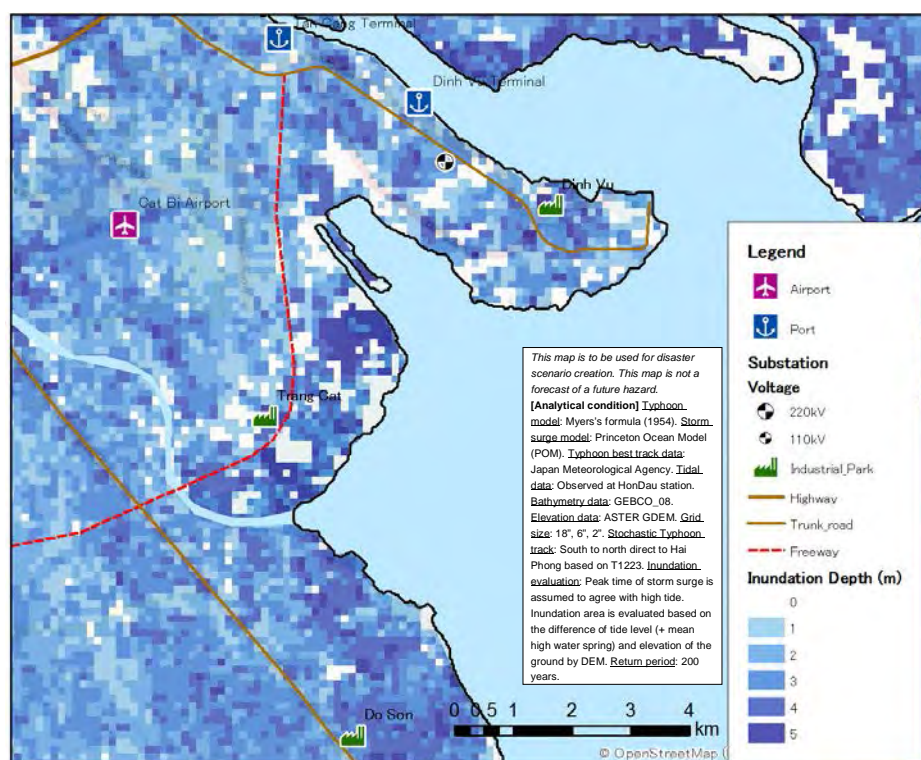 Tan Cang Terminal
Dinh Vu Terminal
Dinh Vu
Cat Bi Airport
Trang Cat
Do Son
Legend
Airport
Port
Substation
Voltage
220kV
110kV
Industrial_Park
Highway
Trunk_road
Freeway
Inundation Depth (m)
0
1
2
3
4
5
This map is to be used for disaster
scenario creation. This map is not a
forecast of a future hazard.
[Analytical condition] Typhoon
model: Myers's formula (1954). Storm
surge model: Princeton Ocean Model
(POM). Typhoon best track data:
Japan Meteorological Agency. Tidal
data: Observed at HonDau station.
Bathymetry data: GEBCO_08.
Elevation data: ASTER GDEM. Grid
size: 18", 6", 2". Stochastic Typhoon
track: South to north direct to Hai
Phong based on T1223. Inundation
evaluation: Peak time of storm surge is
assumed to agree with high tide.
Inundation area is evaluated based on
the difference of tide level (+ mean
high water spring) and elevation of the
ground by DEM. Return period: 200
years.
0 0.5 1 2 3 4
km
© OpenStreetMap (